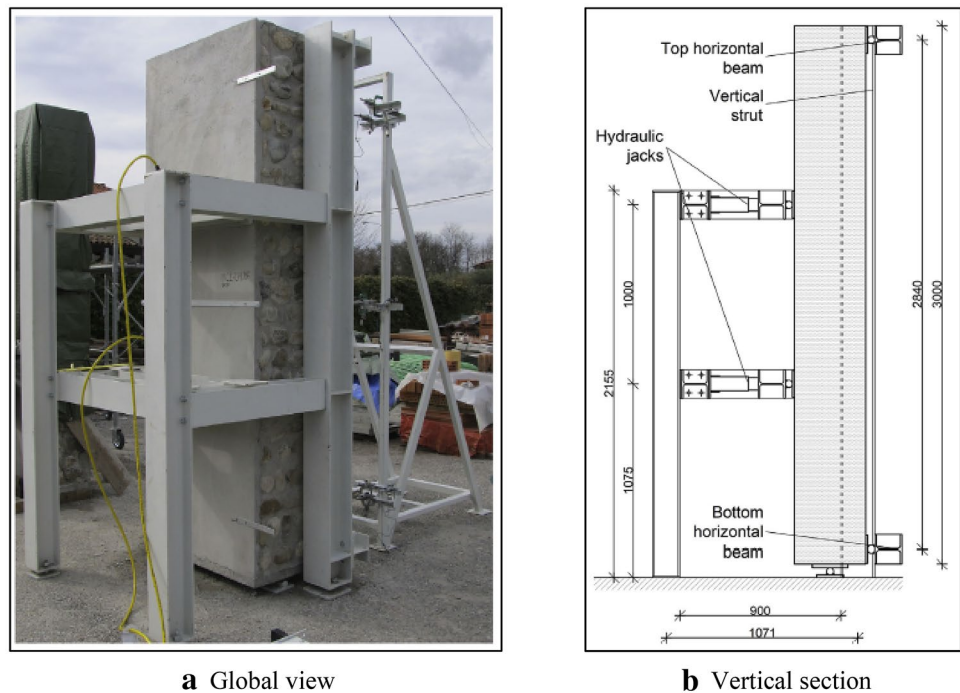 Top horizontal
beam
Vertical
strut
Hydraulic
jacks
1000
2155
1075
2840
3000
Bottom
horizontal
beam
900
1071
a Global view
b Vertical section